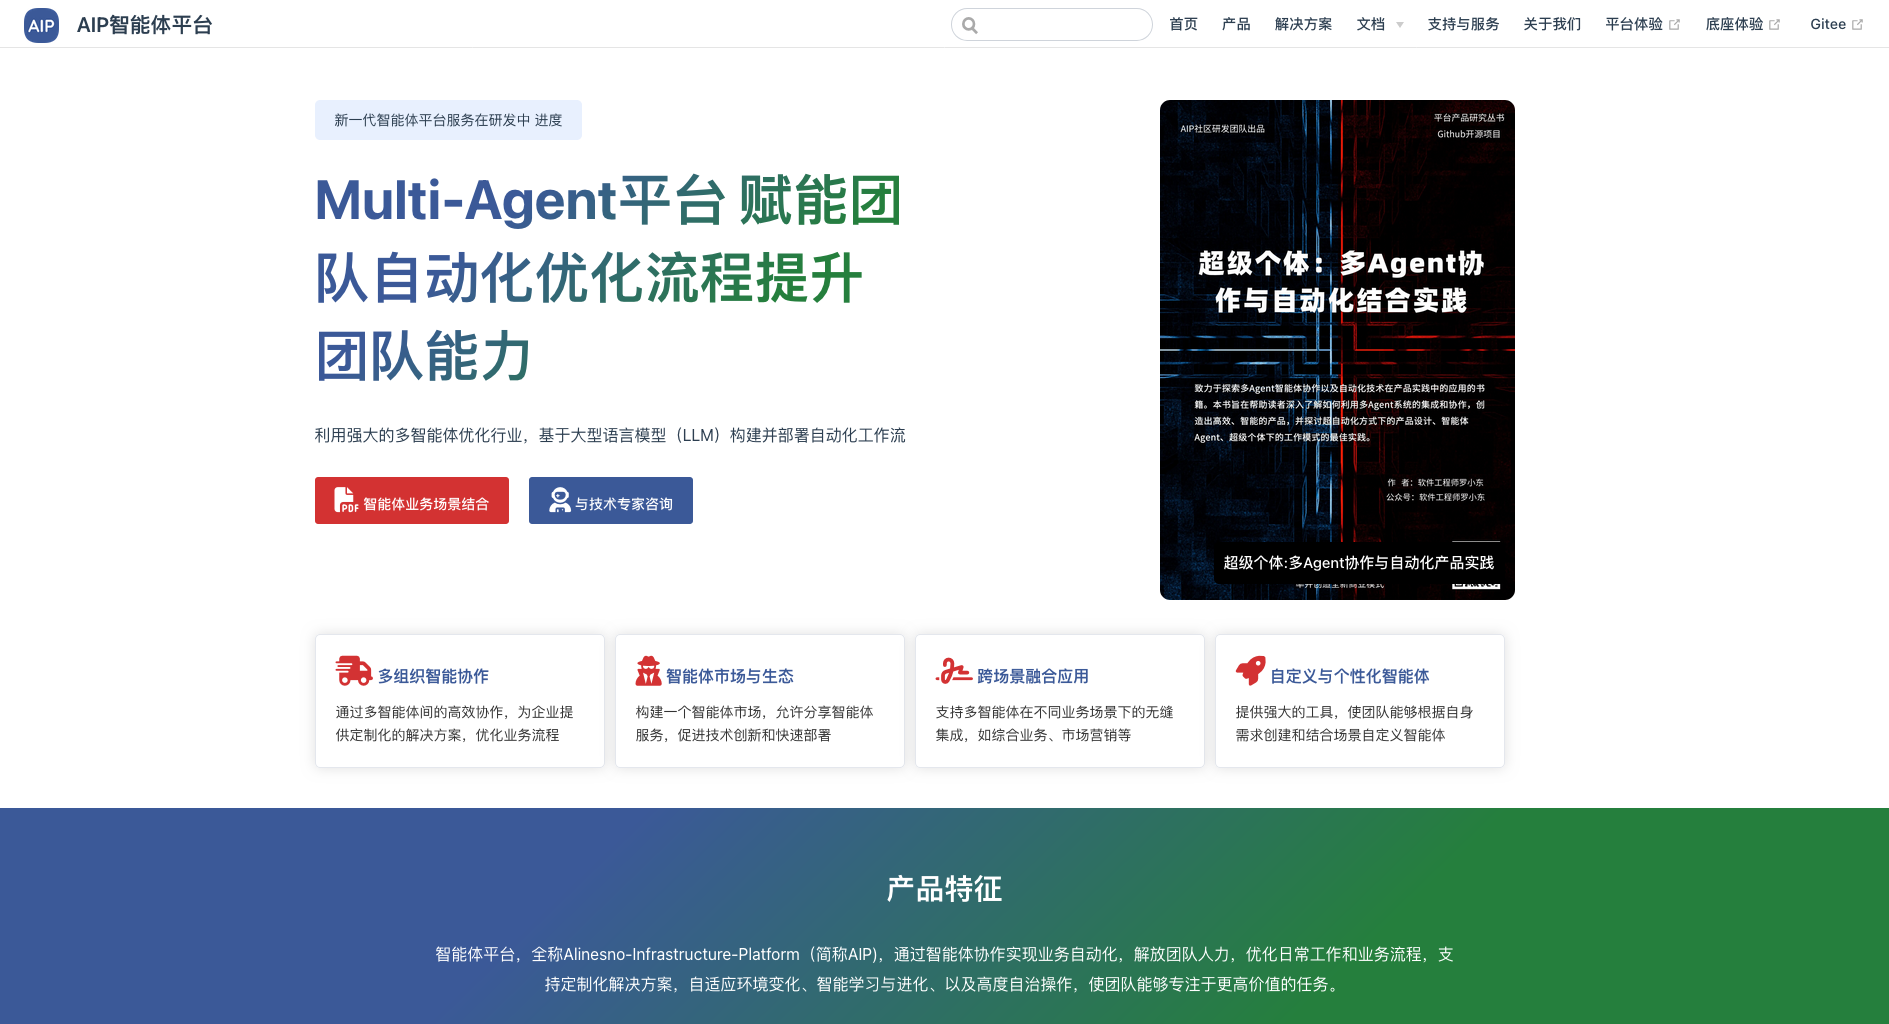 AIP AIP智能体平台
首页 产品 解决方案 文档 支持与服务 关于我们 平台体验 底座体验 Gitee
新一代智能体平台服务在研发中 进度
Multi-Agent平台 赋能团
队自动化优化流程提升
团队能力
利用强大的多智能体优化行业，基于大型语言模型（LLM）构建并部署自动化工作流
PDF 智能体业务场景结合
与技术专家咨询
AIP社区研发团队出品
平台产品研究丛书
Github开源项目
超级个体：多Agent协
作与自动化结合实践
致力于探索多Agent智能体协作以及自动化技术在产品实践中的应用的书
籍。本书旨在帮助读者深入了解如何利用多Agent系统的集成和协作，创
造出高效、智能的产品，并探讨超自动化方式下的产品设计、智能体
Agent、超级个体下的工作模式的最佳实践。
作 者：软件工程师罗小东
公众号：软件工程师罗小东
超级个体:多Agent协作与自动化产品实践
多组织智能协作
通过多智能体间的高效协作，为企业提
供定制化的解决方案，优化业务流程
智能体市场与生态
构建一个智能体市场，允许分享智能体
服务，促进技术创新和快速部署
跨场景融合应用
支持多智能体在不同业务场景下的无缝
集成，如综合业务、市场营销等
自定义与个性化智能体
提供强大的工具，使团队能够根据自身
需求创建和结合场景自定义智能体
产品特征
智能体平台，全称Alinesno-Infrastructure-Platform（简称AIP)，通过智能体协作实现业务自动化，解放团队人力，优化日常工作和业务流程，支
持定制化解决方案，自适应环境变化、智能学习与进化、以及高度自治操作，使团队能够专注于更高价值的任务。